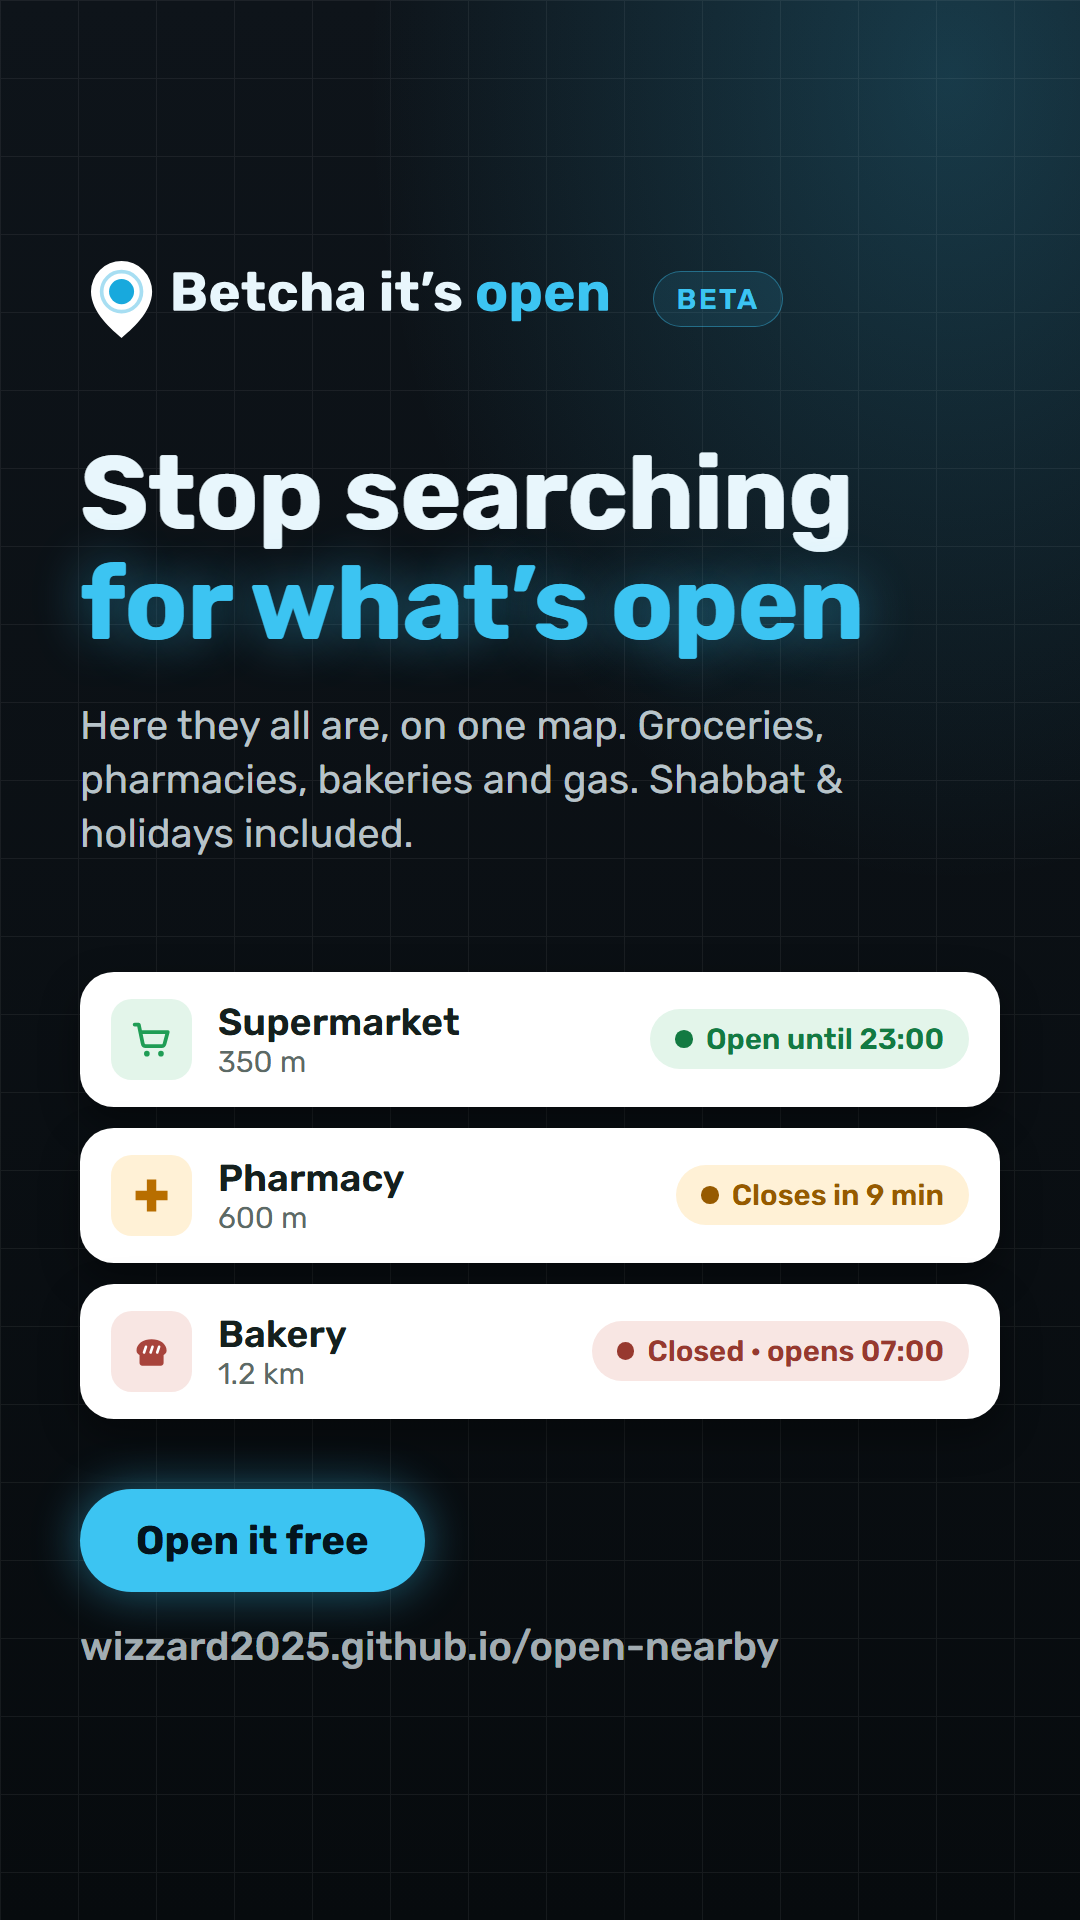 Betcha it’s open BETA
Stop searching
for what’s open
Here they all are, on one map. Groceries,
pharmacies, bakeries and gas. Shabbat &
holidays included.
Supermarket
350 m
Open until 23:00
Pharmacy
600 m
Closes in 9 min
Bakery
1.2 km
Closed • opens 07:00
Open it free
wizzard2025.github.io/open-nearby